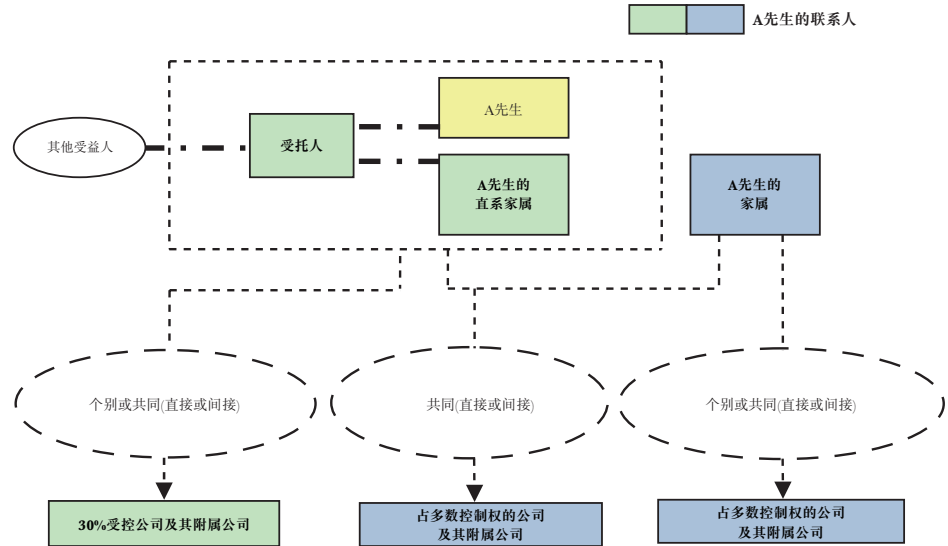 A先生的联系人
其他受益人
受托人
A先生
A先生的
直系家属
A先生的
家属
个别或共同(直接或间接)
共同(直接或间接)
个别或共同(直接或间接)
30%受控公司及其附属公司
占多数控制权的公司
及其附属公司
占多数控制权的公司
及其附属公司